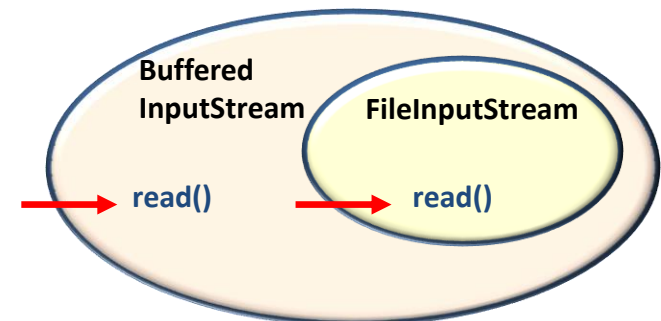 Buffered
InputStream
FileInputStream
read()
read()